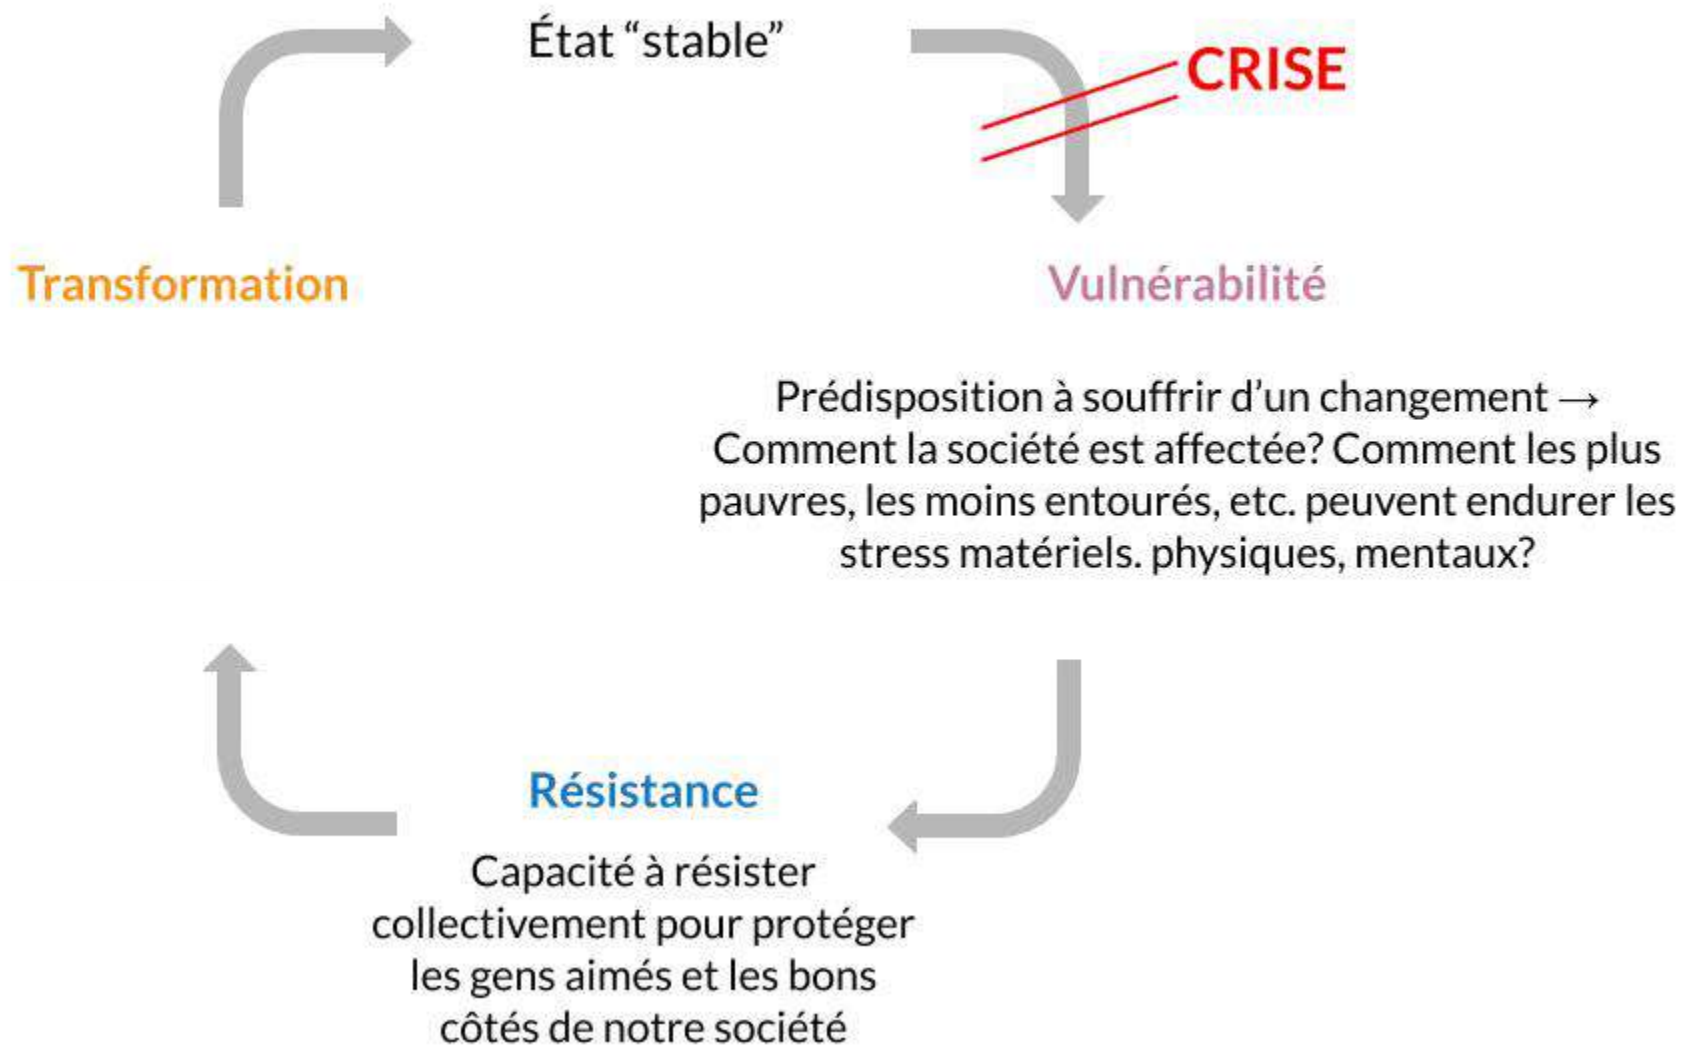 État “stable”
CRISE
Transformation
Vulnérabilité
Prédisposition à souffrir d’un changement →
Comment la société est affectée? Comment les plus
pauvres, les moins entourés, etc. peuvent endurer les
stress matériels. physiques, mentaux?
Résistance
Capacité à résister
collectivement pour protéger
les gens aimés et les bons
côtés de notre société